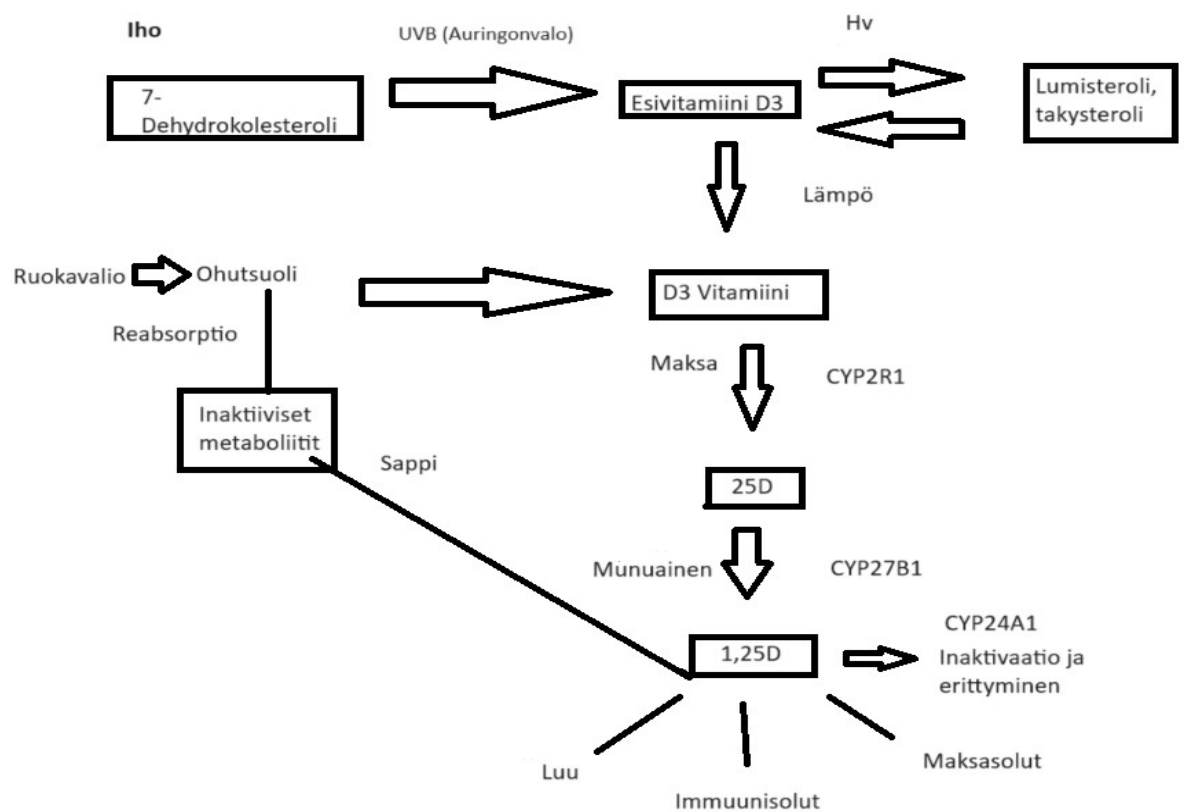 Iho
UVB (Auringonvalo)
Hv
7-
Dehydrokolesteroli
Esivitamiini D3
Lumisteroli,
takysteroli
Lämpö
Ruokavalio
Ohutsuoli
D3 Vitamiini
Reabsorptio
Maksa
CYP2R1
Inaktiiviset
metaboliitit
Sappi
25D
Munuainen
CYP27B1
1,25D
CYP24A1
Inaktivaatio ja
erittyminen
Luu
Immuunisolut
Maksasolut